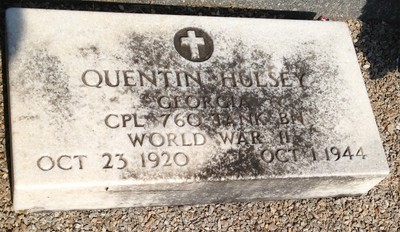 QUENTIN HULSEY
GEORGIA
CPL 760 TANK BN
WORLD WAR II
OCT 23 1920 OCT 1 1944